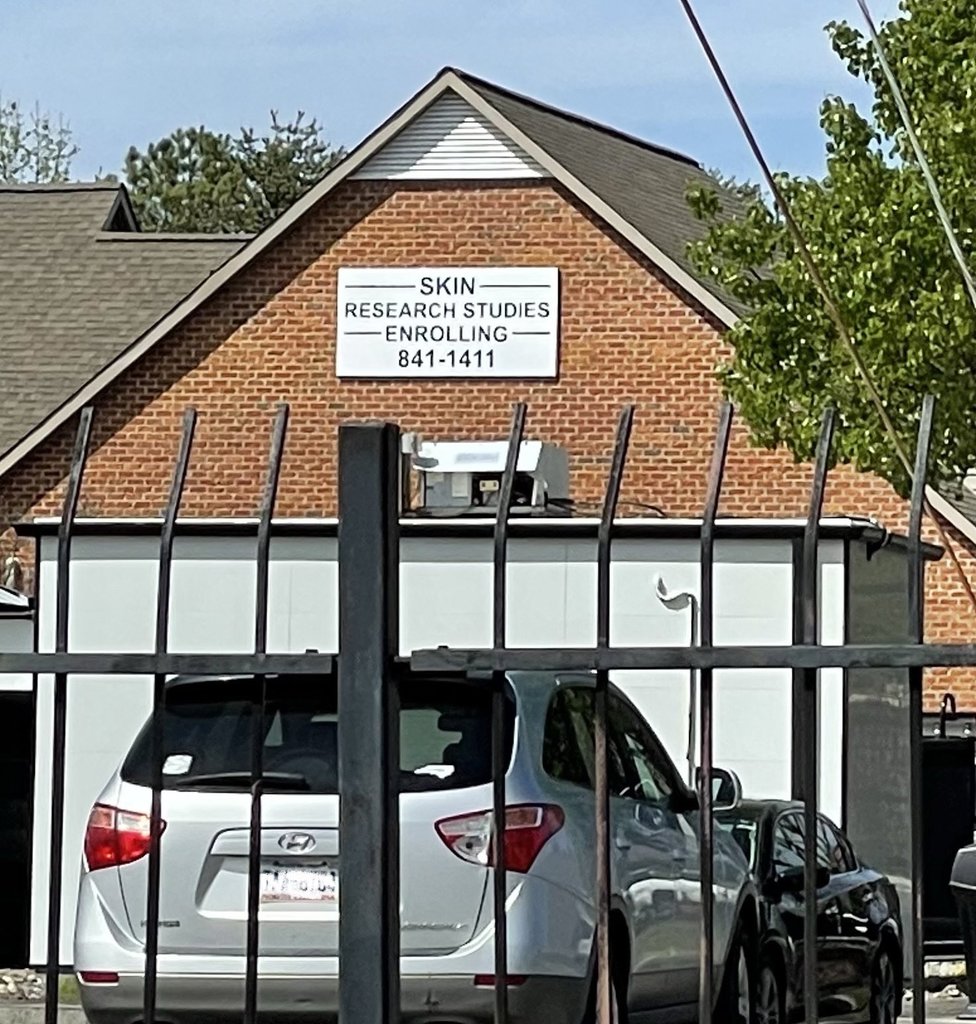 SKIN
RESEARCH STUDIES
ENROLLING
841-1411